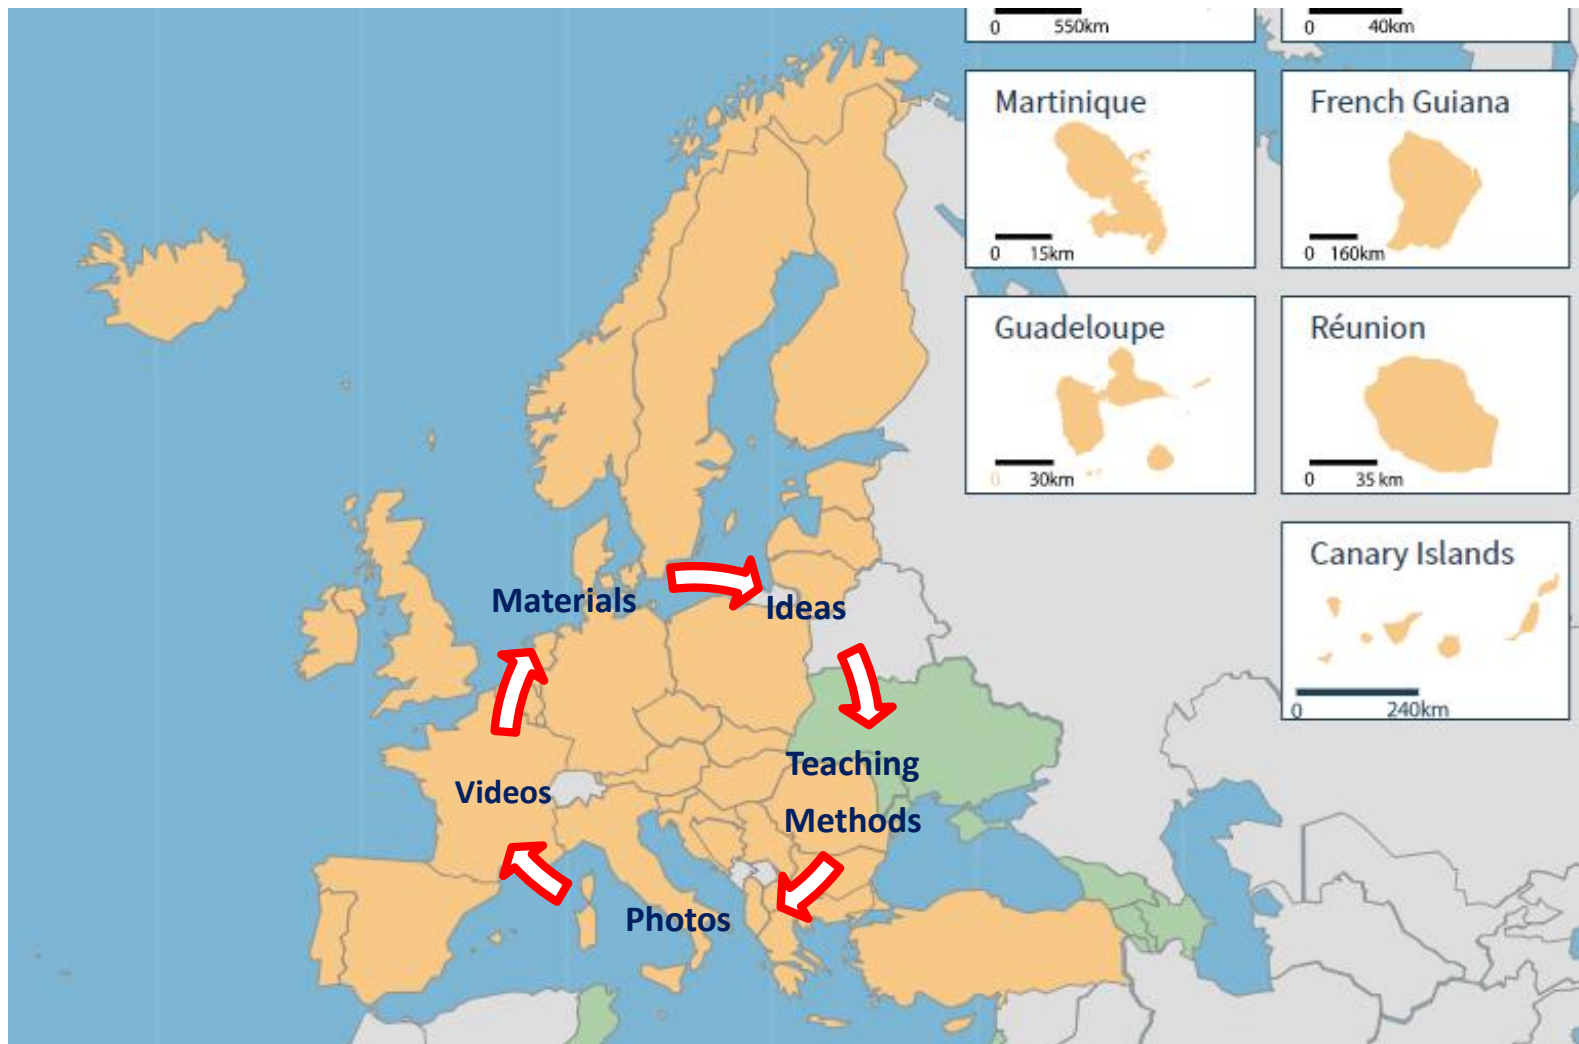 0 550km
0 40km
Martinique
0 15km
French Guiana
0 160km
Guadeloupe
0 30km
Réunion
0 35 km
Canary Islands
0 240km
Materials
Ideas
Teaching
Methods
Photos
Videos